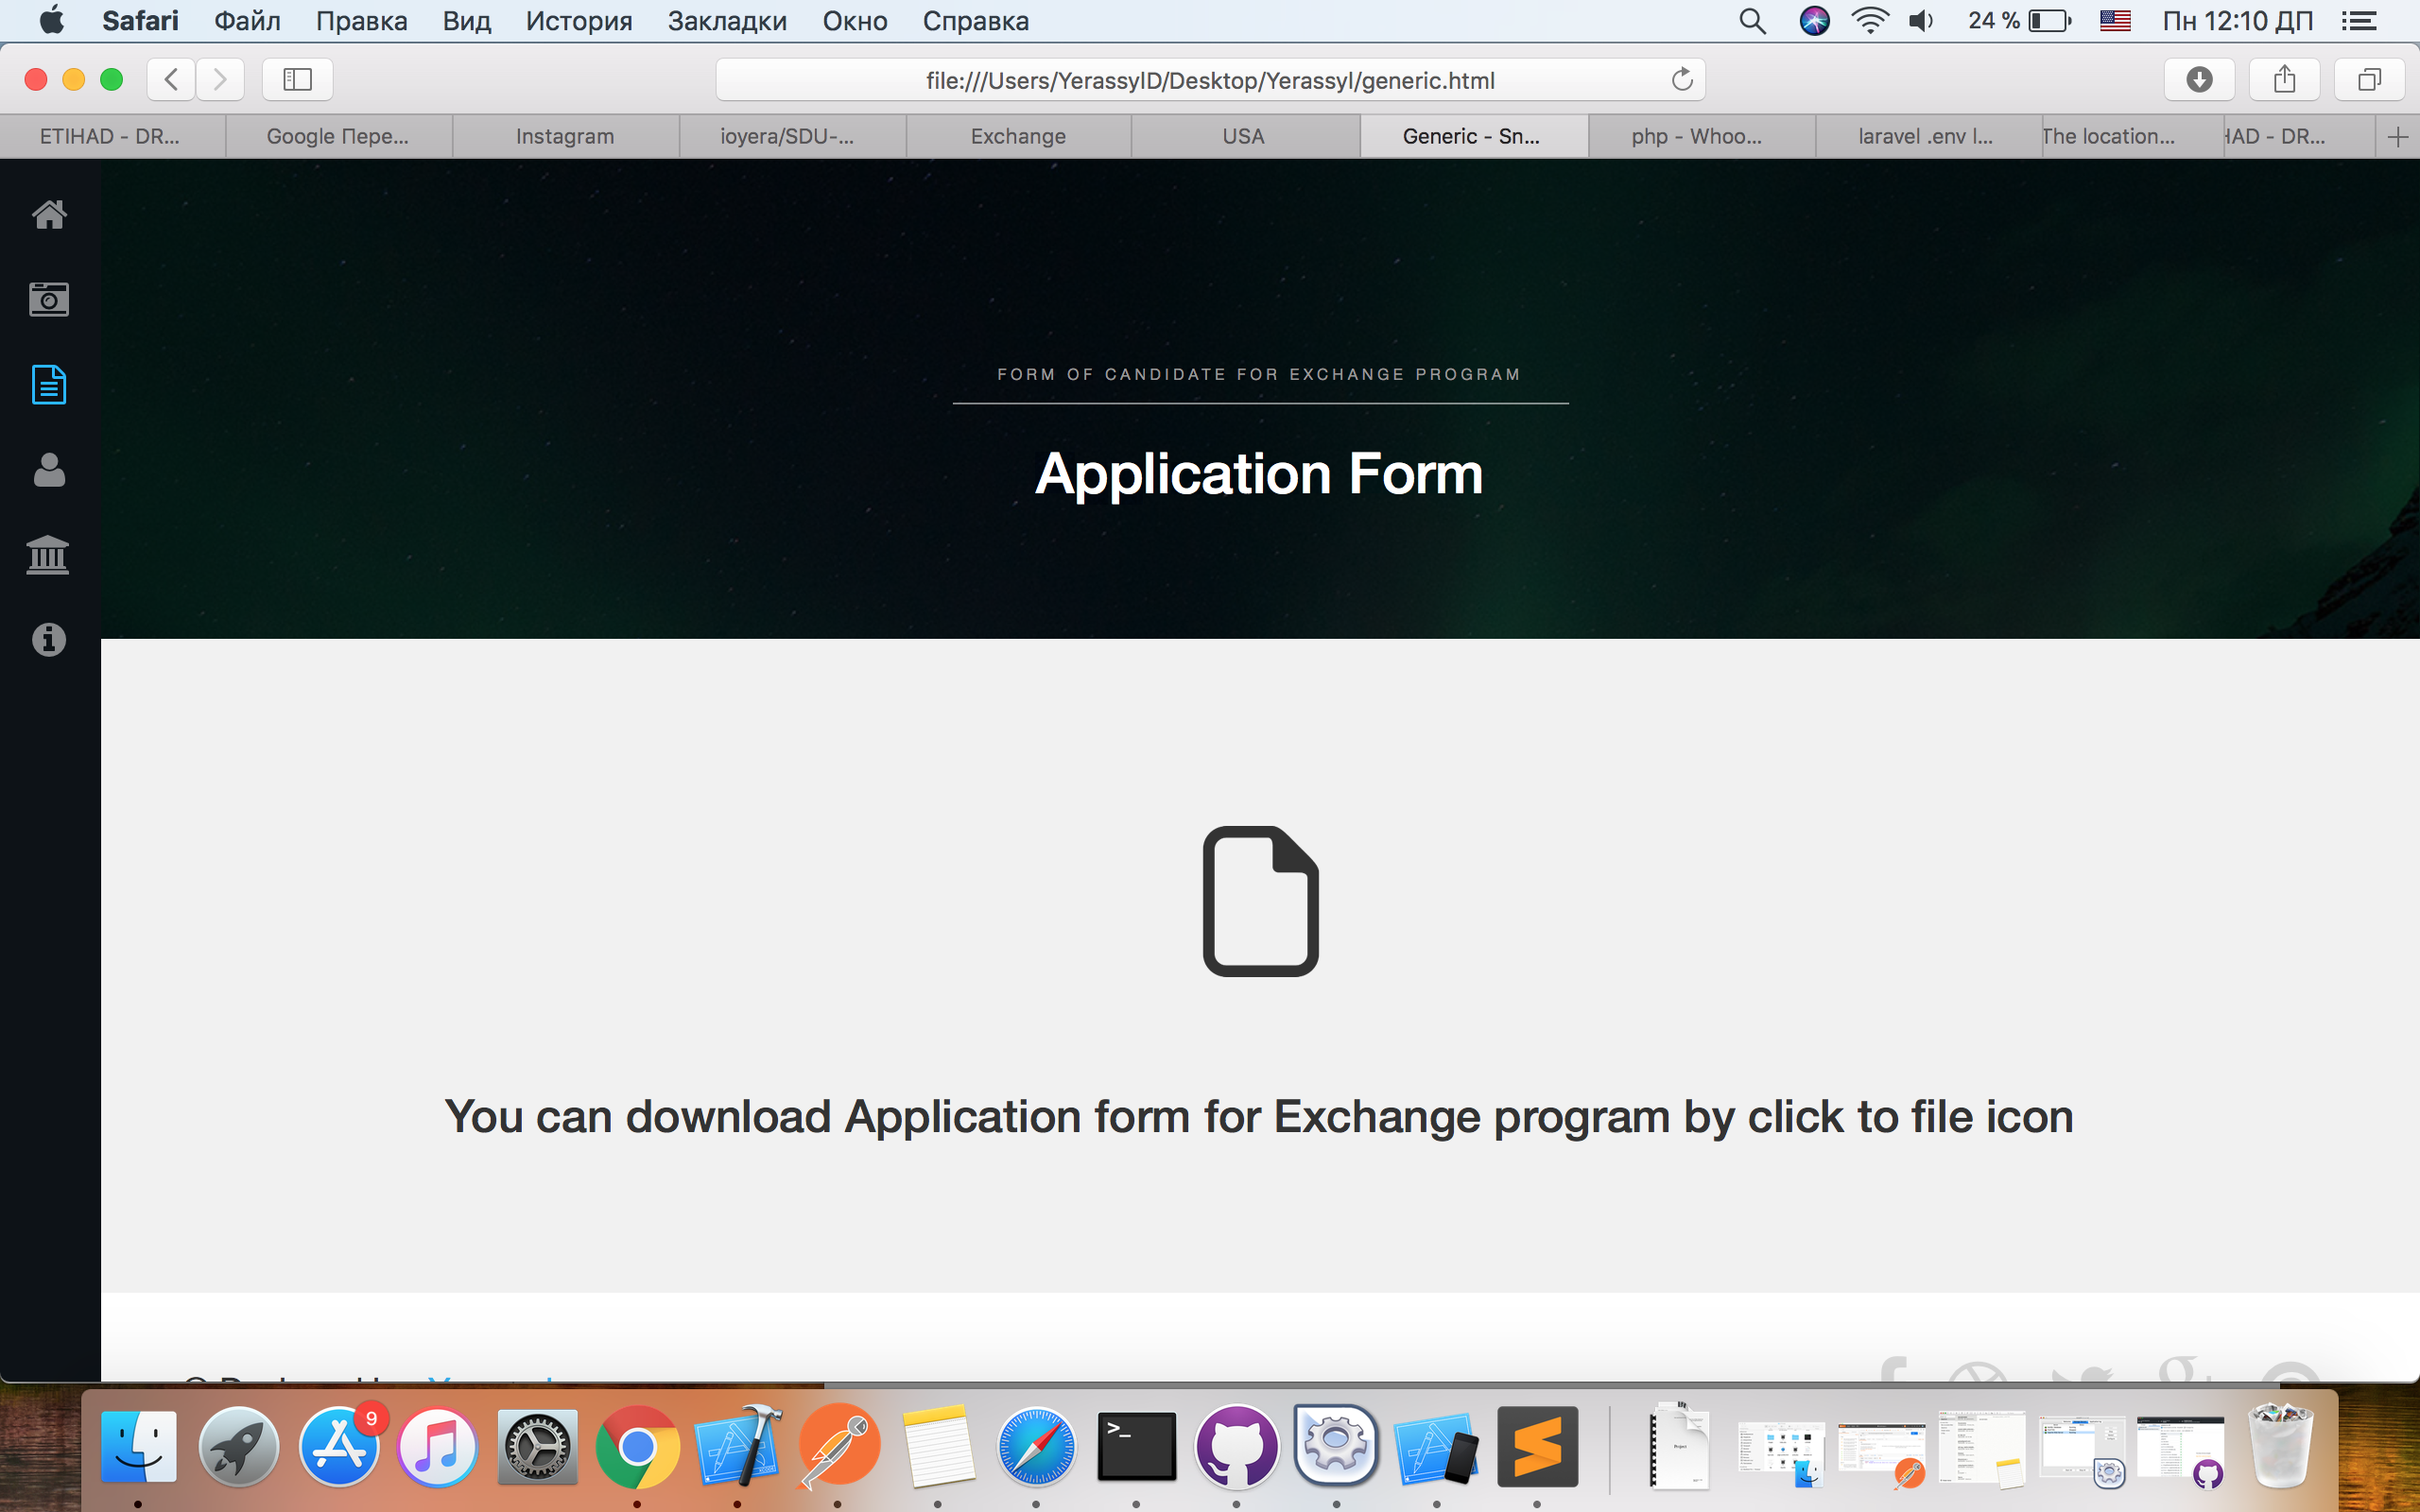 Safari Файл Правка Вид История Закладки Окно Справка 24 % Пн 12:10 ДП
file:///Users/YerassylD/Desktop/Yerassyl/generic.html
ETIHAD - DR... Google Пере... Instagram ioyera/SDU-... Exchange USA Generic - Sn... php - Whoo... laravel .env l... The location... HAD - DR...
FORM OF CANDIDATE FOR EXCHANGE PROGRAM
Application Form
You can download Application form for Exchange program by click to file icon
9
Project